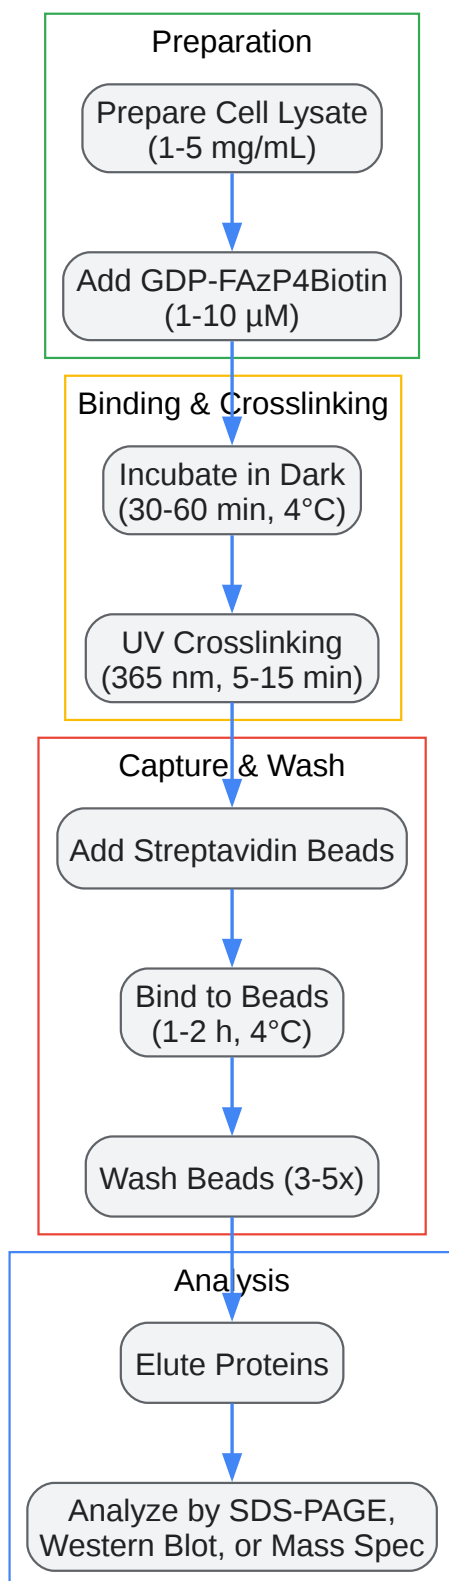 Preparation
Prepare Cell Lysate
(1-5 mg/mL)
Add GDP-FAzP4Biotin
(1-10 µM)
Binding & Crosslinking
Incubate in Dark
(30-60 min, 4°C)
UV Crosslinking
(365 nm, 5-15 min)
Capture & Wash
Add Streptavidin Beads
Bind to Beads
(1-2 h, 4°C)
Wash Beads (3-5x)
Analysis
Elute Proteins
Analyze by SDS-PAGE,
Western Blot, or Mass Spec